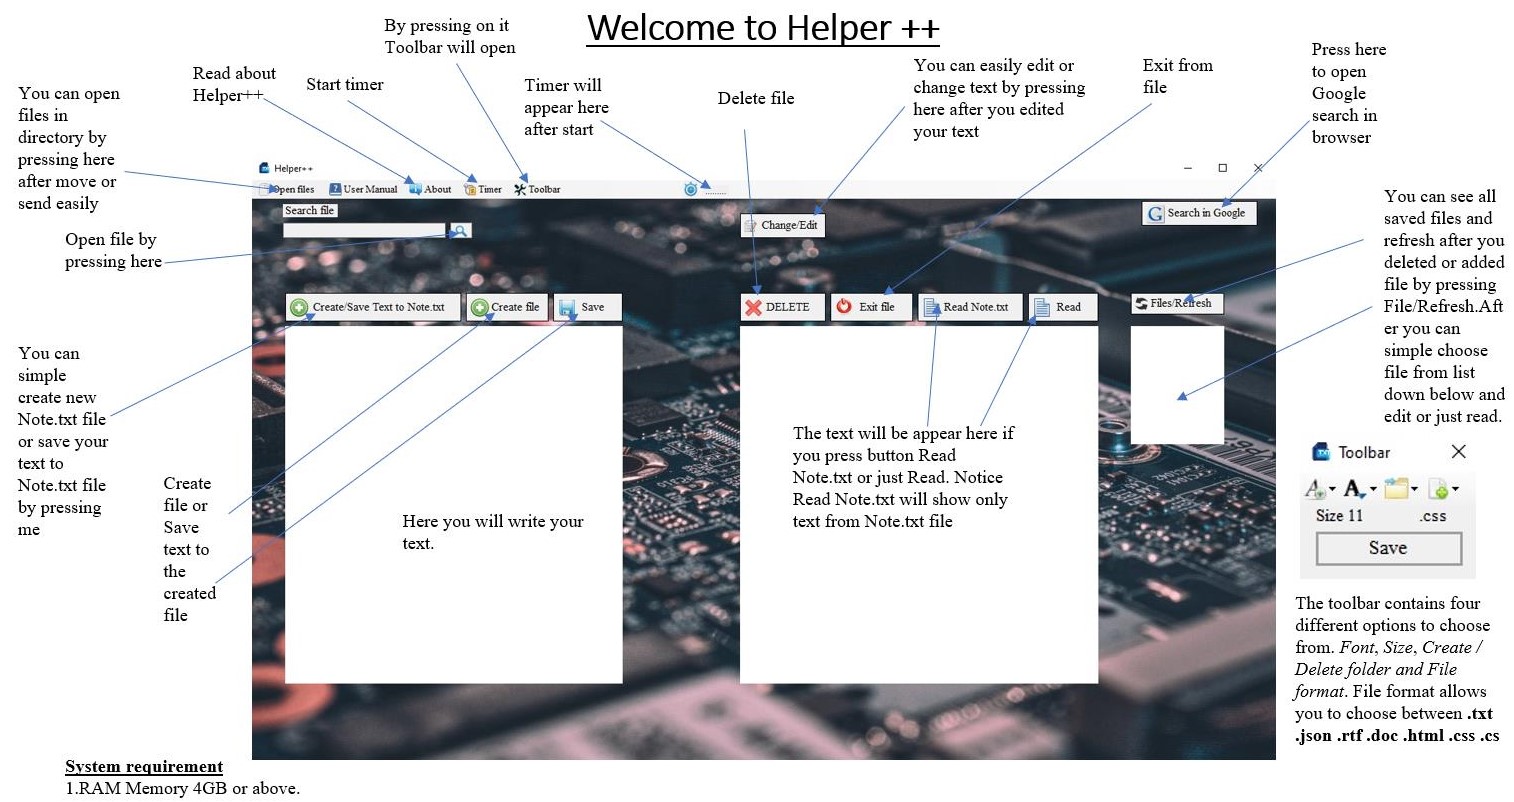 Welcome to Helper ++
By pressing on it
Toolbar will open
Press here
to open
Google
search in
browser
You can easily edit or
change text by pressing
here after you edited
your text
Exit from
file
Read about
Helper++
Start timer
Timer will
appear here
after start
Delete file
You can open
files in
directory by
pressing here
after move or
send easily
Helper++
Open files
User Manual
About
Timer
Toolbar
........
Search file
Change/Edit
Search in Google
Open file by
pressing here
You can see all
saved files and
refresh after you
deleted or added
file by pressing
File/Refresh.Aft
er you can
simple choose
file from list
down below and
edit or just read.
Create/Save Text to Note.txt
Create file
Save
DELETE
Exit file
Read Note.txt
Read
Files/Refresh
You can
simple
create new
Note.txt file
or save your
text to
Note.txt file
by pressing
me
Create
file or
Save
text to
the
created
file
Here you will write your
text.
The text will be appear here if
you press button Read
Note.txt or just Read. Notice
Read Note.txt will show only
text from Note.txt file
Toolbar
Size 11
.css
Save
The toolbar contains four
different options to choose
from. Font, Size, Create /
Delete folder and File
format. File format allows
you to choose between .txt
.json .rtf .doc .html .css .cs
System requirement
1.RAM Memory 4GB or above.